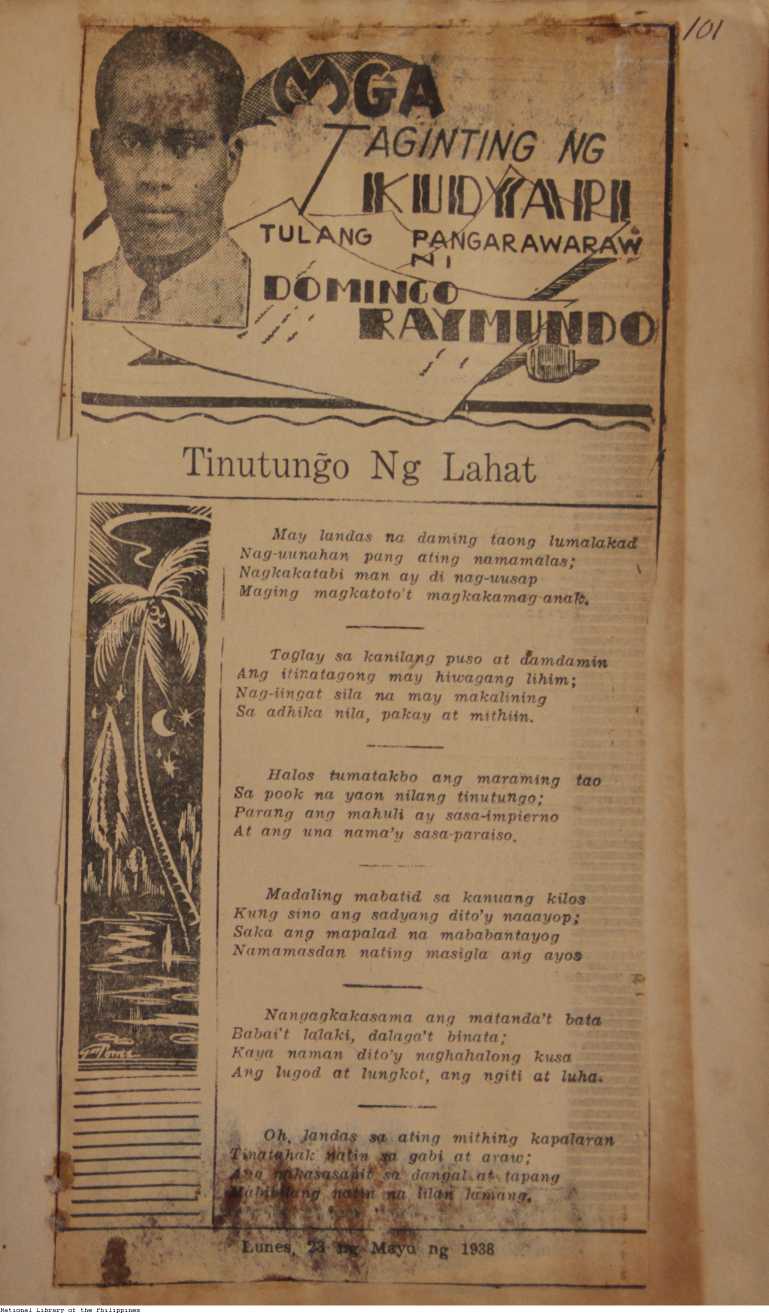 101
MGA
TAGINTING NG
KUDYAPI
TULANG PANGARAWARAW
NI
DOMINGO
RAYMUNDO
Tinutung̃o Ng Lahat
May landas na daming taong lumalakad
Nag-uunahan pang ating namamalas;
Nagkakatabi man ay di nag-uusap
Maging magkatoto't magkakamag-anak.
Taglay sa kanilang puso at damdamin
Ang itinatagong may hiwagang lihim;
Nag-iingat sila na may makalining
Sa adhika nila, pakay at mithiin.
Halos tumatakbo ang maraming tao
Sa pook na yaon nilang tinutungo;
Parang ang mahuli ay sasa-impierno
At ang una nama'y sasa-paraiso.
Madaling mabatid sa kanuang kilos
Kung sino ang sadyang dito'y naaayop;
Saka ang mapalad na mababantayog
Namamasdan nating masigla ang ayos
Nangagkakasama ang matanda't bata
Babai't lalaki, dalaga't binata;
Kaya naman dito'y naghahalong kusa
Ang lugod at lungkot, ang ngiti at luha.
Oh, landas sa ating mithing kapalaran
Tinatahak natin sa gabi at araw;
Ang nakasasapit sa dangal at tapang
Mabibilang natin na iilan lamang.
Lunes, 23 ng Mayo ng 1938
National Library of the Philippines